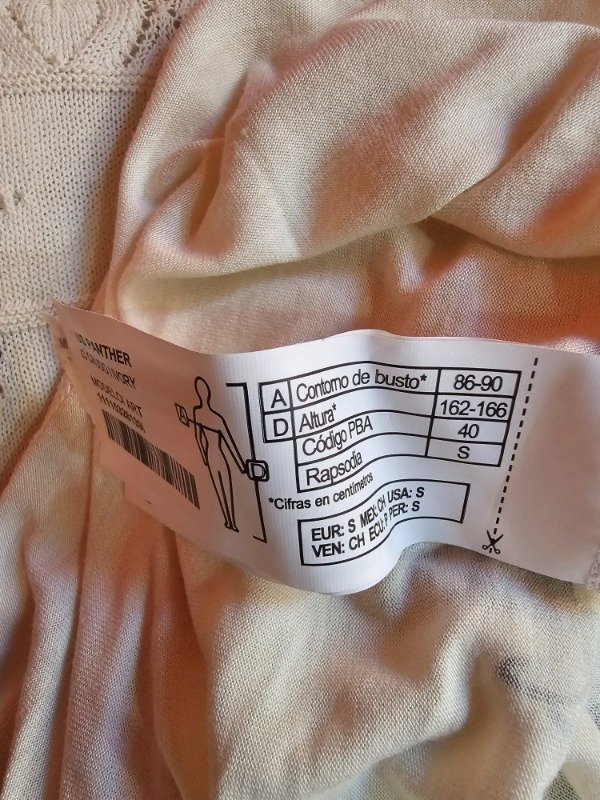 PANTHER
A
Contorno de busto*
86-90
D
Altura*
162-166
Código PBA
40
Rapsodia
S
*Cifras en centímetros
EUR: S MEX: CH USA: S
VEN: CH ECU: P PER: S
A
D